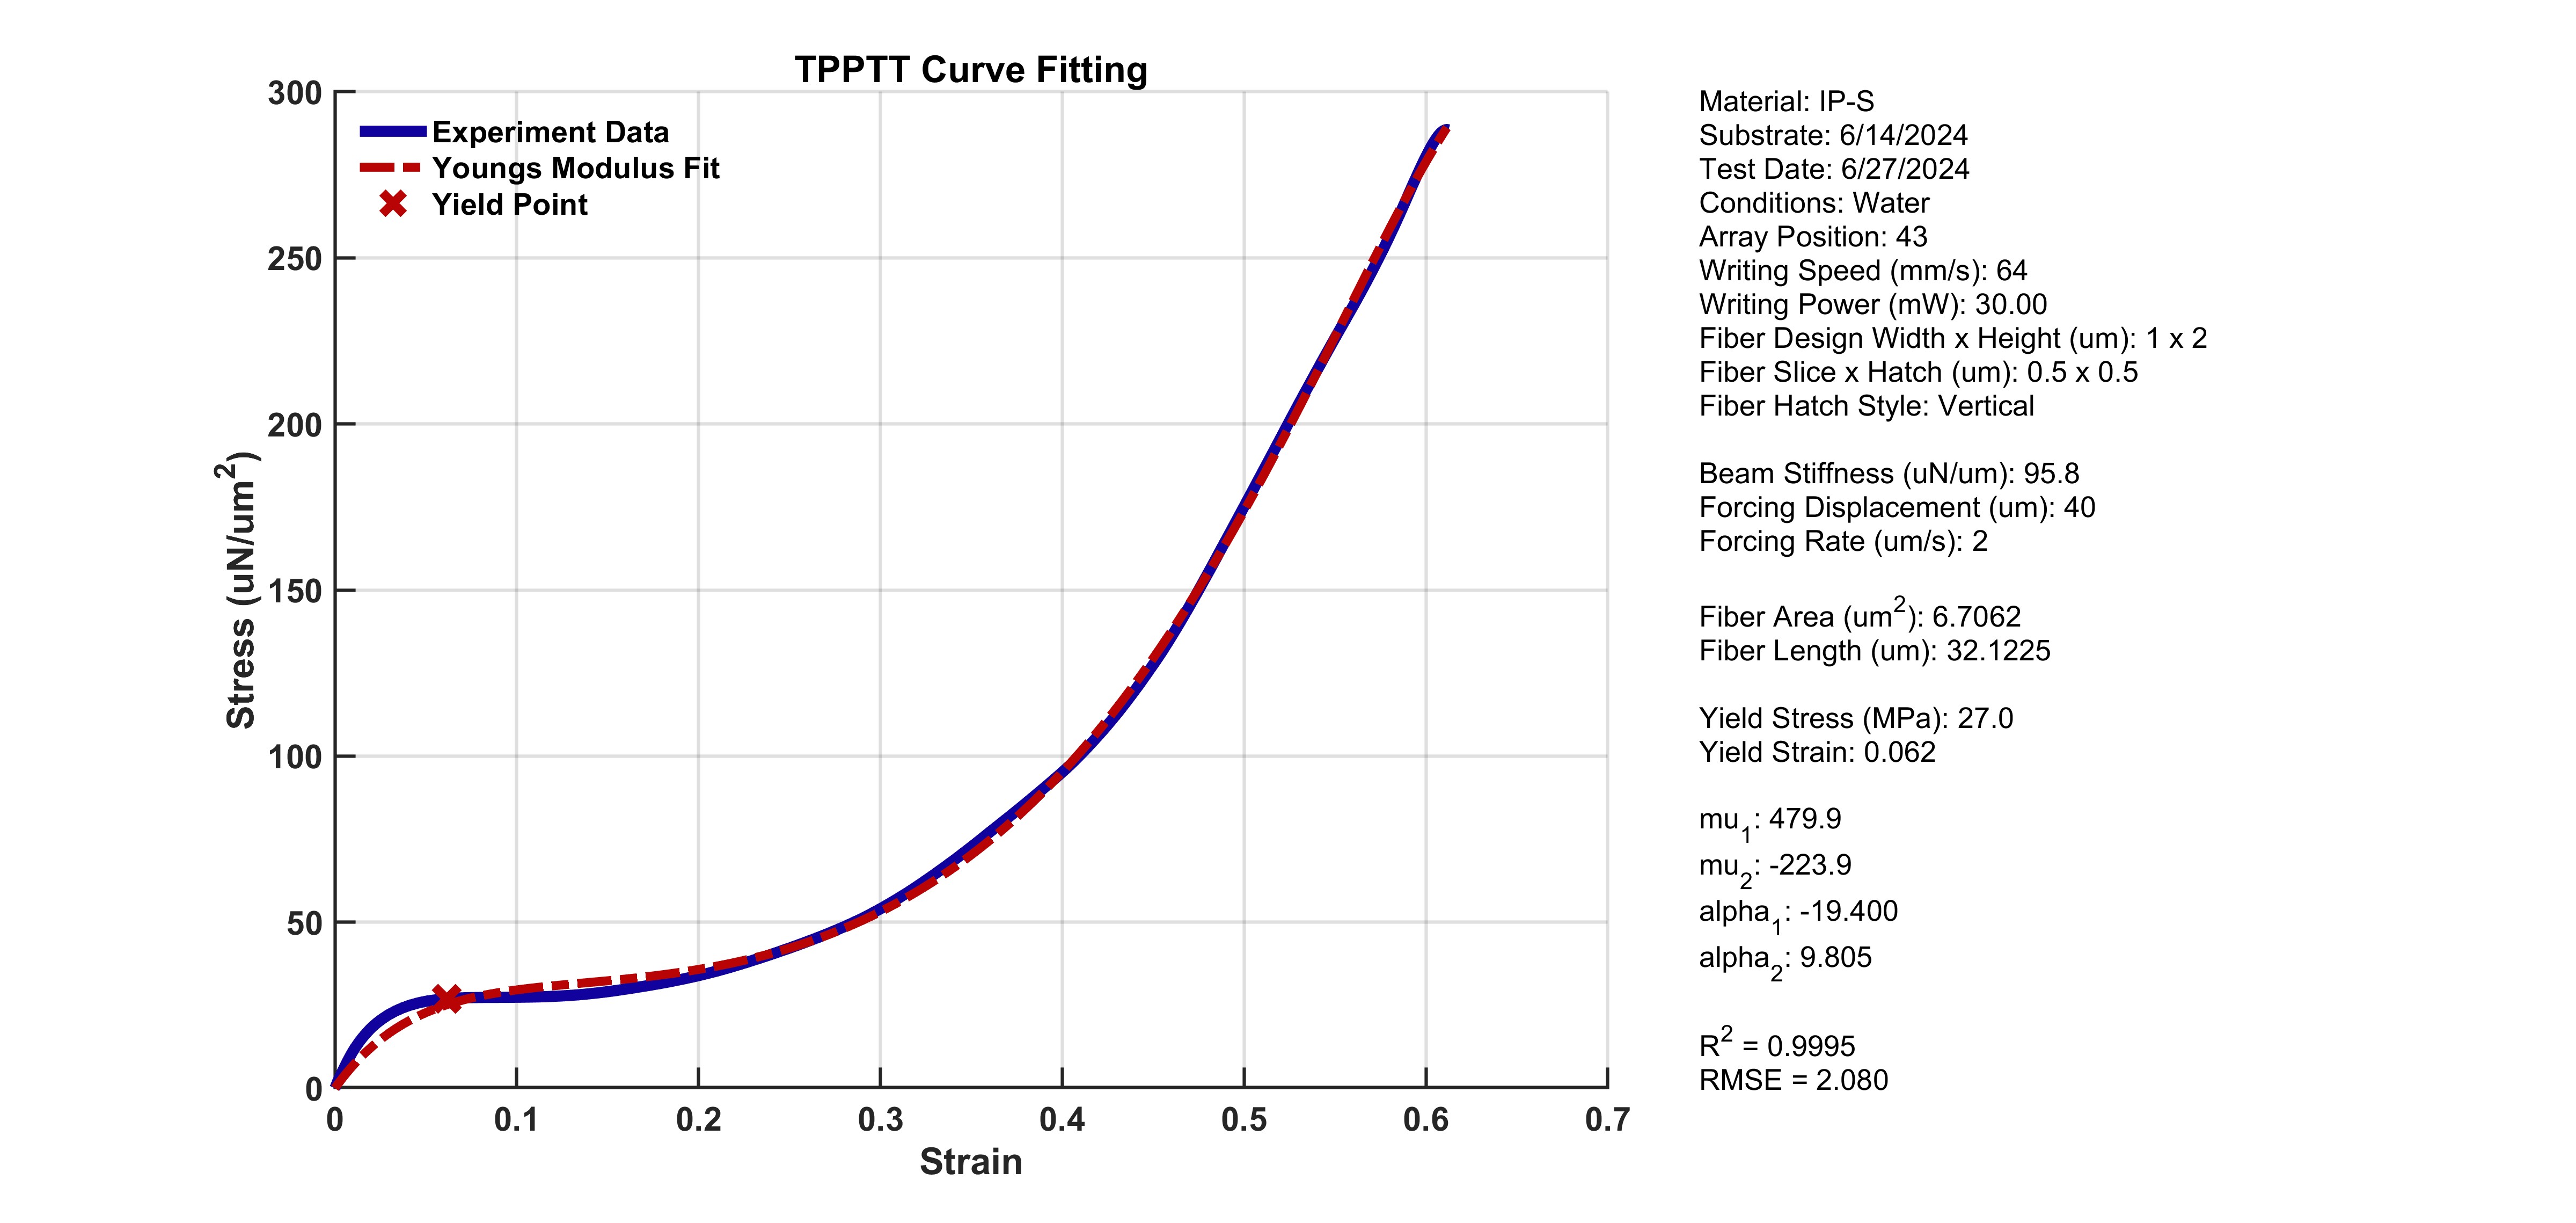 TPPTT Curve Fitting
300
250
200
150
100
50
0
Stress (uN/um²)
Experiment Data
Youngs Modulus Fit
Yield Point
0 0.1 0.2 0.3 0.4 0.5 0.6 0.7
Strain
Material: IP-S
Substrate: 6/14/2024
Test Date: 6/27/2024
Conditions: Water
Array Position: 43
Writing Speed (mm/s): 64
Writing Power (mW): 30.00
Fiber Design Width x Height (um): 1 x 2
Fiber Slice x Hatch (um): 0.5 x 0.5
Fiber Hatch Style: Vertical
Beam Stiffness (uN/um): 95.8
Forcing Displacement (um): 40
Forcing Rate (um/s): 2
Fiber Area (um²): 6.7062
Fiber Length (um): 32.1225
Yield Stress (MPa): 27.0
Yield Strain: 0.062
mu₁: 479.9
mu₂: -223.9
alpha₁: -19.400
alpha₂: 9.805
R² = 0.9995
RMSE = 2.080